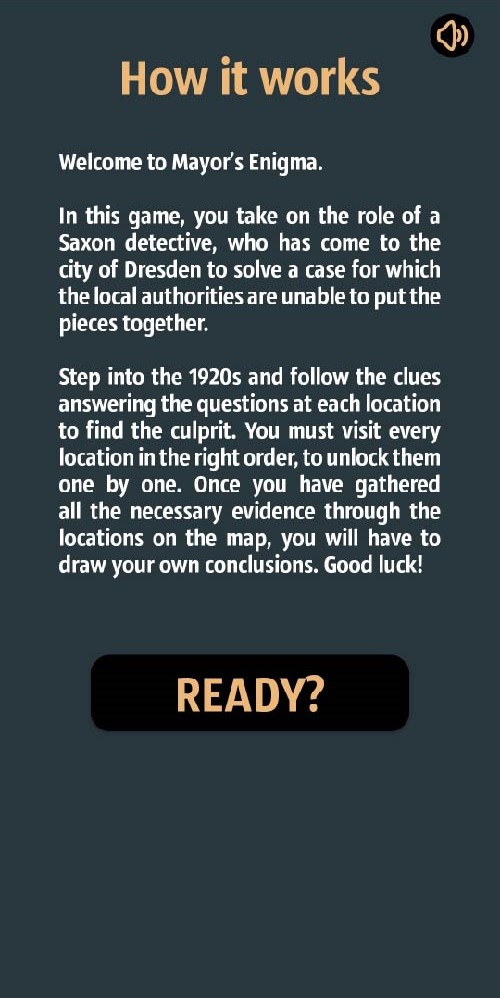 How it works
Welcome to Mayor's Enigma.
In this game, you take on the role of a
Saxon detective, who has come to the
city of Dresden to solve a case for which
the local authorities are unable to put the
pieces together.
Step into the 1920s and follow the clues
answering the questions at each location
to find the culprit. You must visit every
location in the right order, to unlock them
one by one. Once you have gathered
all the necessary evidence through the
locations on the map, you will have to
draw your own conclusions. Good luck!
READY?